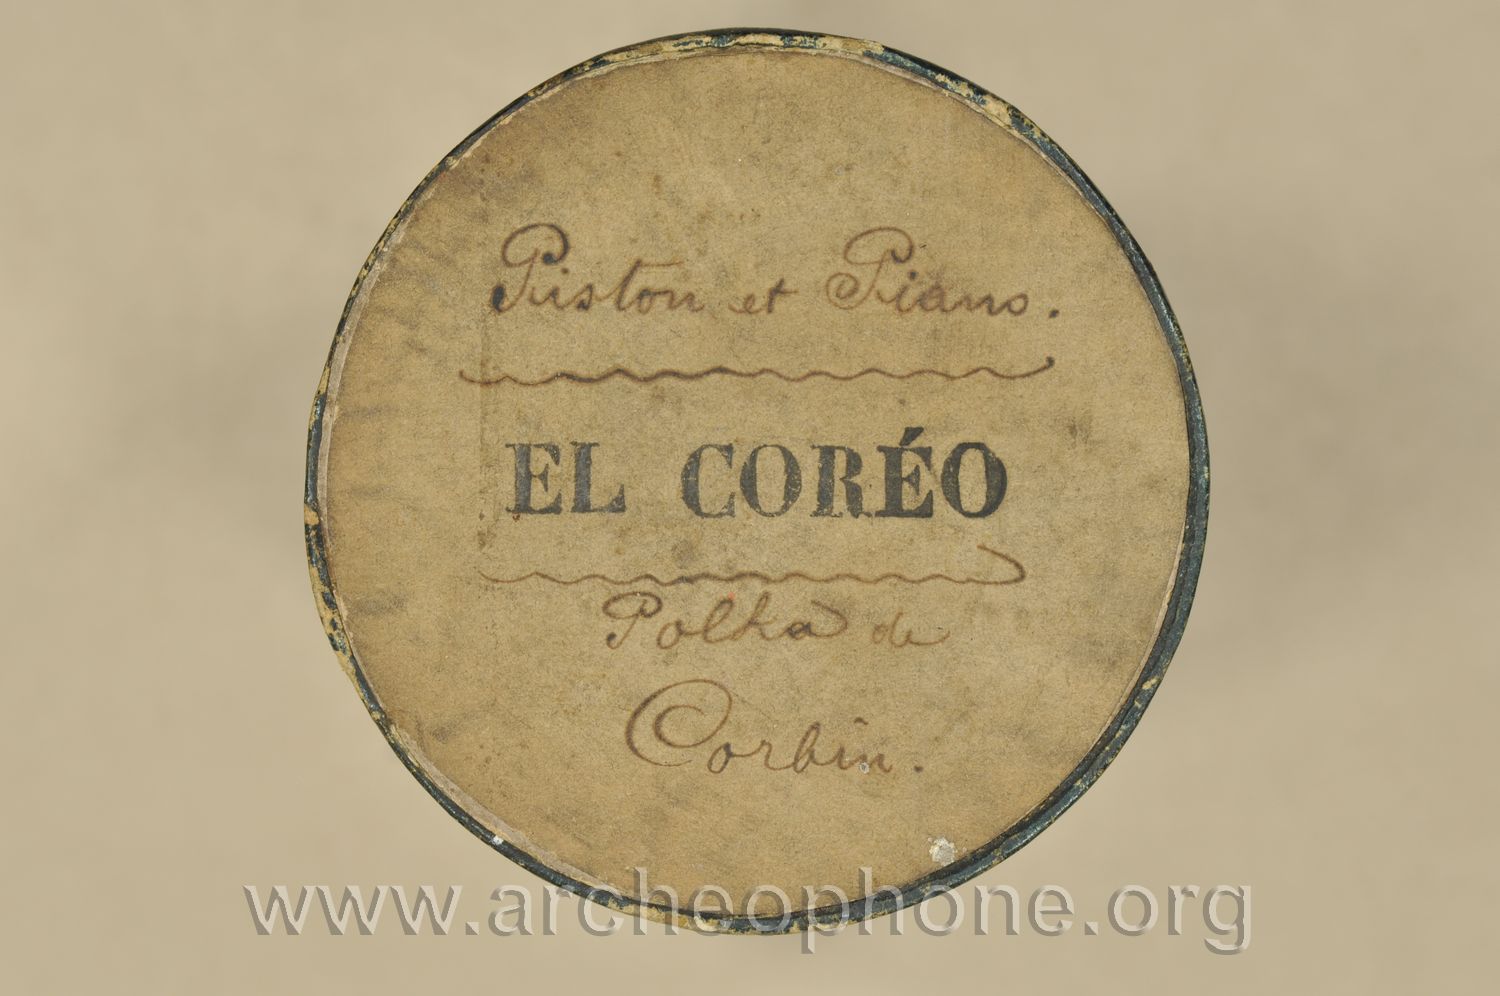 Piston et Piano.
EL CORÉO
Polka de
Corbin.
www.archeophone.org